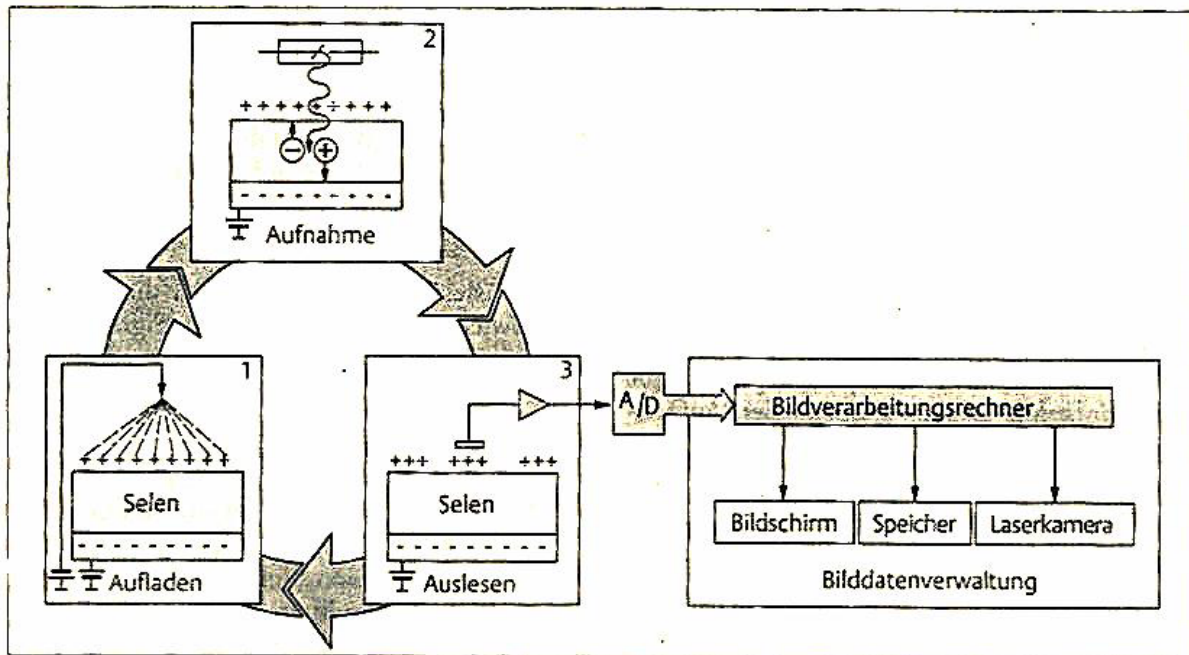 2
+ + + + + + + + + +
− +
- - - - - - - - - -
Aufnahme
1
+ + + + + + + + +
Selen
- - - - - - - - - -
Aufladen
3
+++ +++ +++
Selen
- - - - - - - - - -
Auslesen
A/D
Bildverarbeitungsrechner
Bildschirm
Speicher
Laserkamera
Bilddatenverwaltung